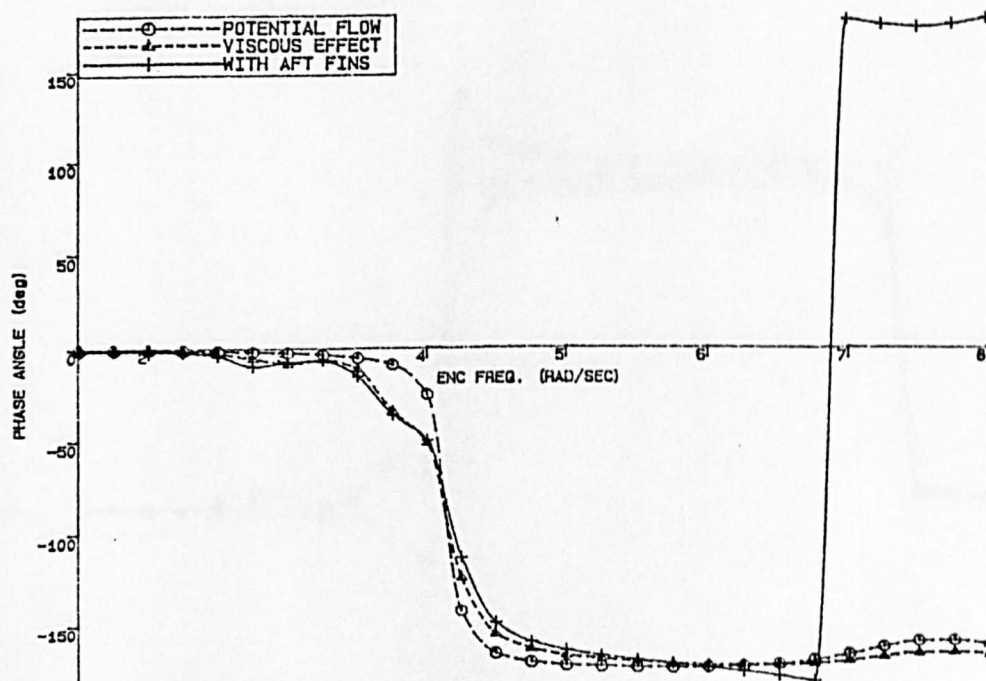 POTENTIAL FLOW
VISCOUS EFFECT
WITH AFT FINS
150
100
50
0
-50
-100
-150
PHASE ANGLE (deg)
4 5 6 7 8
ENC FREQ. (RAD/SEC)